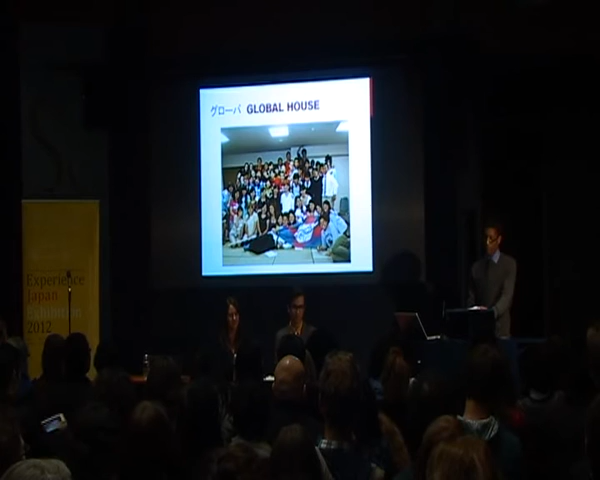 グローバ GLOBAL HOUSE
Experience
Japan
Exhibition
2012